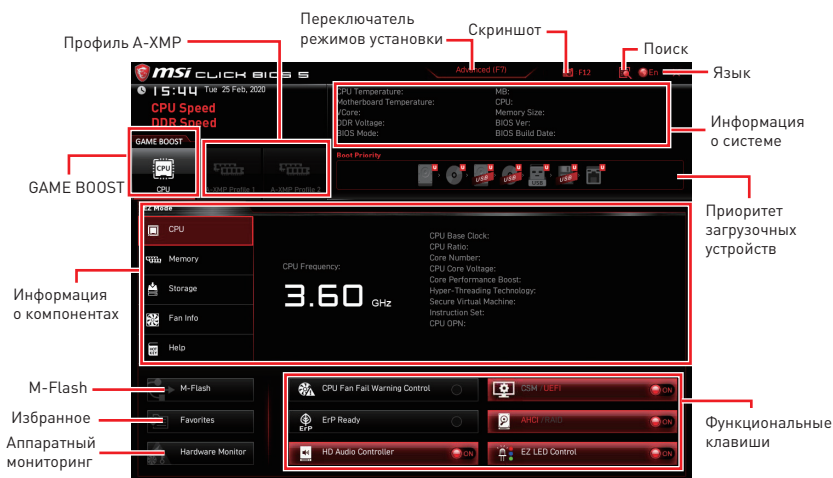 Переключатель
режимов установки
Скриншот
Профиль A-XMP
Поиск
Язык
msi CLICK BIOS 5
Advanced (F7)
F12
En
15:44 Tue 25 Feb, 2020
CPU Speed
DDR Speed
CPU Temperature:
Motherboard Temperature:
VCore:
DDR Voltage:
BIOS Mode:
MB:
CPU:
Memory Size:
BIOS Ver:
BIOS Build Date:
Информация
о системе
GAME BOOST
CPU
CPU
A-XMP Profile 1
A-XMP Profile 2
Boot Priority
U
U
U
USB
U
USB
U
USB
U
USB
U
GAME BOOST
Приоритет
загрузочных
устройств
EZ Mode
CPU
Memory
Storage
Fan Info
Help
CPU Frequency:
3.60 GHz
CPU Base Clock:
CPU Ratio:
Core Number:
CPU Core Voltage:
Core Performance Boost:
Hyper-Threading Technology:
Secure Virtual Machine:
Instruction Set:
CPU OPN:
Информация
о компонентах
M-Flash
Избранное
Аппаратный
мониторинг
M-Flash
Favorites
Hardware Monitor
CPU Fan Fail Warning Control
ErP
ErP Ready
HD Audio Controller
ON
CSM /UEFI
ON
AHCI /RAID
ON
EZ LED Control
ON
Функциональные
клавиши